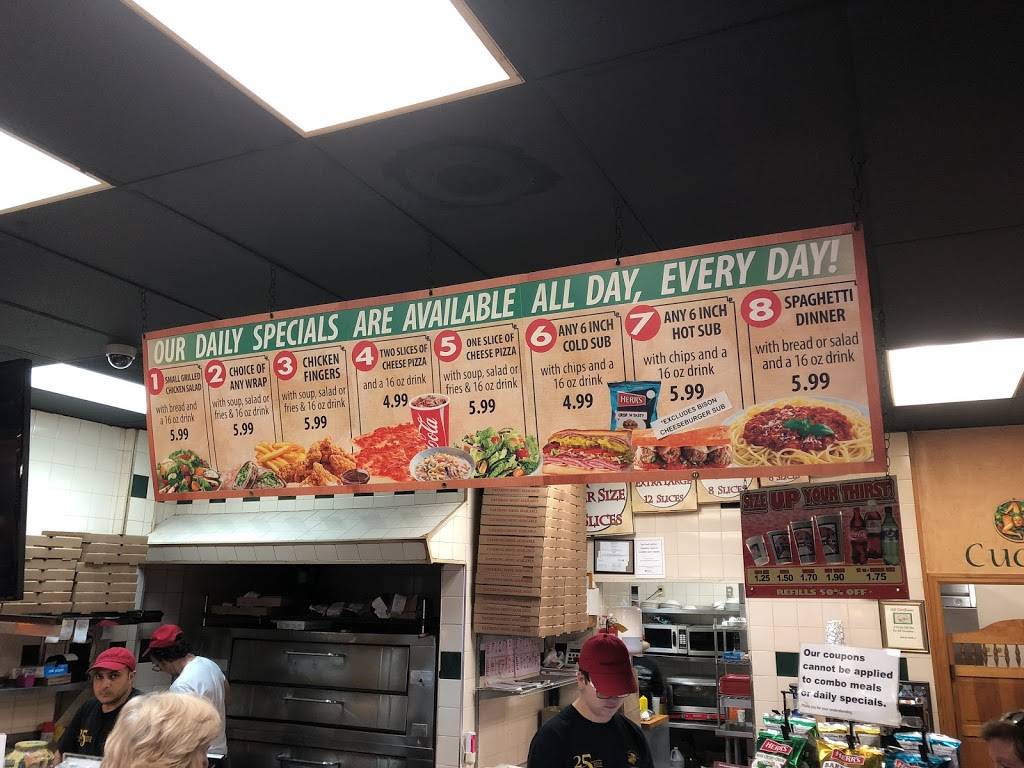 OUR DAILY SPECIALS ARE AVAILABLE ALL DAY, EVERY DAY!
1 SMALL GRILLED
CHICKEN SALAD
with bread and
a 16 oz drink
5.99
2 CHOICE OF
ANY WRAP
with soup, salad or
fries & 16 oz drink
5.99
3 CHICKEN
FINGERS
with soup, salad or
fries & 16 oz drink
5.99
4 TWO SLICES OF
CHEESE PIZZA
and a 16 oz drink
4.99
5 ONE SLICE OF
CHEESE PIZZA
with soup, salad or
fries & 16 oz drink
5.99
6 ANY 6 INCH
COLD SUB
with chips and a
16 oz drink
4.99
7 ANY 6 INCH
HOT SUB
with chips and a
16 oz drink
5.99
*EXCLUDES BISON
CHEESEBURGER SUB
8 SPAGHETTI
DINNER
with bread or salad
and a 16 oz drink
5.99
HERR'S
R SIZE
LICES
EXTRA LARGE
12 SLICES
8 SLICES
SIZE UP YOUR THIRST!
1.25 1.50 1.70 1.90 1.75
REFILLS 50% OFF
Our coupons
cannot be applied
to combo meals
or daily specials.
HERR'S
25
25